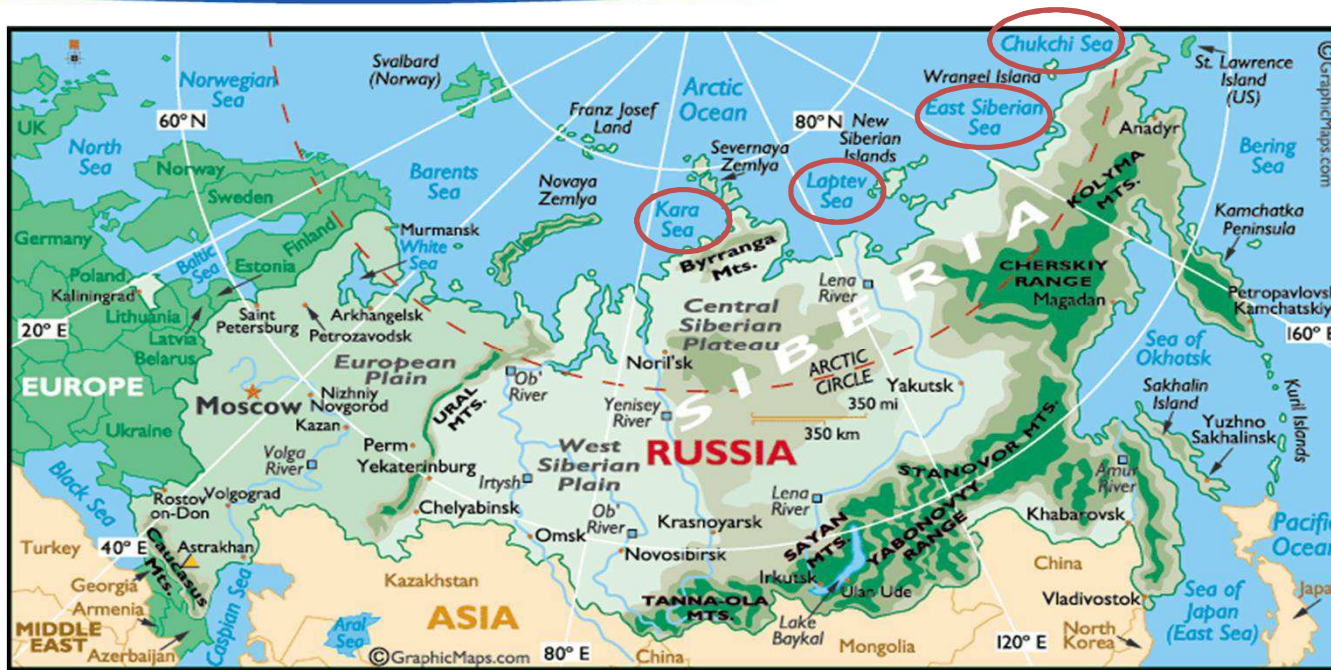 Chukchi Sea
©GraphicMaps.com
Norwegian
Sea
Svalbard
(Norway)
Arctic
Ocean
Wrangel Island
St. Lawrence
Island
(US)
UK
60° N
Franz Josef
Land
80° N
New
Siberian
Islands
East Siberian
Sea
Anadyr
North
Sea
Norway
Sweden
Barents
Sea
Novaya
Zemlya
Severnaya
Zemlya
Laptev
Sea
Kara
Sea
KOLYMA
MTS.
Bering
Sea
Germany
Finland
Murmansk
White
Sea
Byrranga
Mts.
Kamchatka
Peninsula
Baltic
Sea
Estonia
Poland
Kaliningrad
Lithuania
Latvia
Belarus
Saint
Petersburg
Arkhangelsk
Petrozavodsk
Central
Siberian
Plateau
Lena
River
SIBERIA
CHERSKIY
RANGE
Magadan
Petropavlovsk
Kamchatskiy
20° E
160° E
European
Plain
Sea of
Okhotsk
EUROPE
Moscow
Nizhniy
Novgorod
Kazan
URAL
MTS.
Ob'
River
Noril'sk
ARCTIC
CIRCLE
Yakutsk
Sakhalin
Island
Kuril Islands
Ukraine
Yenisey
River
350 mi
350 km
Yuzhno
Sakhalinsk
Perm
Volga
River
Yekaterinburg
West
Siberian
Plain
RUSSIA
STANOVOR MTS.
Amur
River
Black Sea
Rostov
on-Don
Volgograd
Chelyabinsk
Irtysh
Ob'
River
Lena
River
Krasnoyarsk
SAYAN
MTS.
YABONOVYY
RANGE
Khabarovsk
Pacific
Ocean
Turkey
40° E
Astrakhan
Omsk
Novosibirsk
Caucasus
Mts.
Georgia
Armenia
Kazakhstan
Irkutsk
Ulan Ude
China
Vladivostok
Sea of
Japan
(East Sea)
Japa
MIDDLE
EAST
Azerbaijan
Caspian Sea
Aral
Sea
ASIA
TANNA-OLA
MTS.
Lake
Baykal
Mongolia
120° E
North
Korea
©GraphicMaps.com
80° E
China